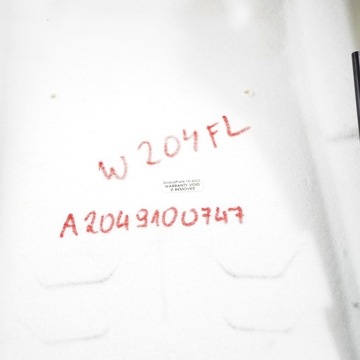 W 204 FL
WARRANTY VOID
IF REMOVED
A2049100747